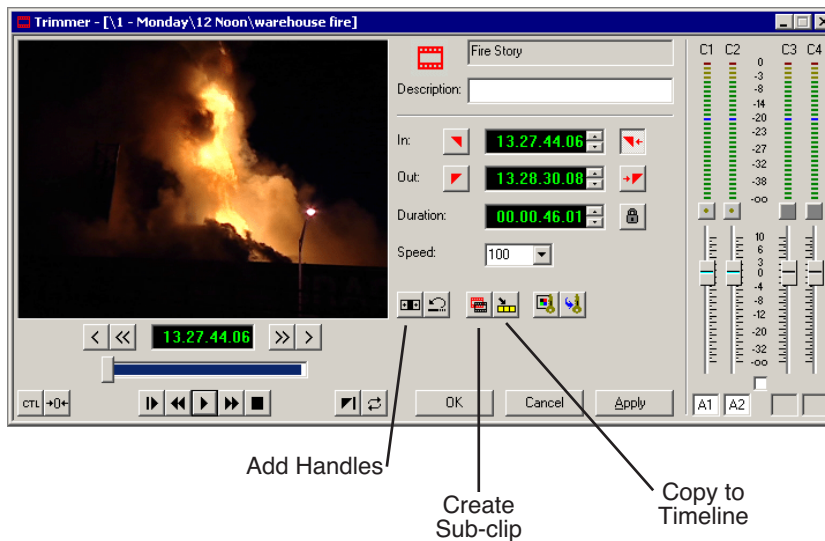 Trimmer - [\1 - Monday\12 Noon\warehouse fire]
Fire Story
Description:
In: 13.27.44.06
Out: 13.28.30.08
Duration: 00.00.46.01
Speed: 100
< << 13.27.44.06 >> >
CTL →0←
OK Cancel Apply
C1 C2 C3 C4
0
-3
-8
-14
-20
-23
-27
-32
-38
-oo
10
6
3
0
-4
-8
-12
-20
-32
-oo
A1 A2
Add Handles
Create
Sub-clip
Copy to
Timeline